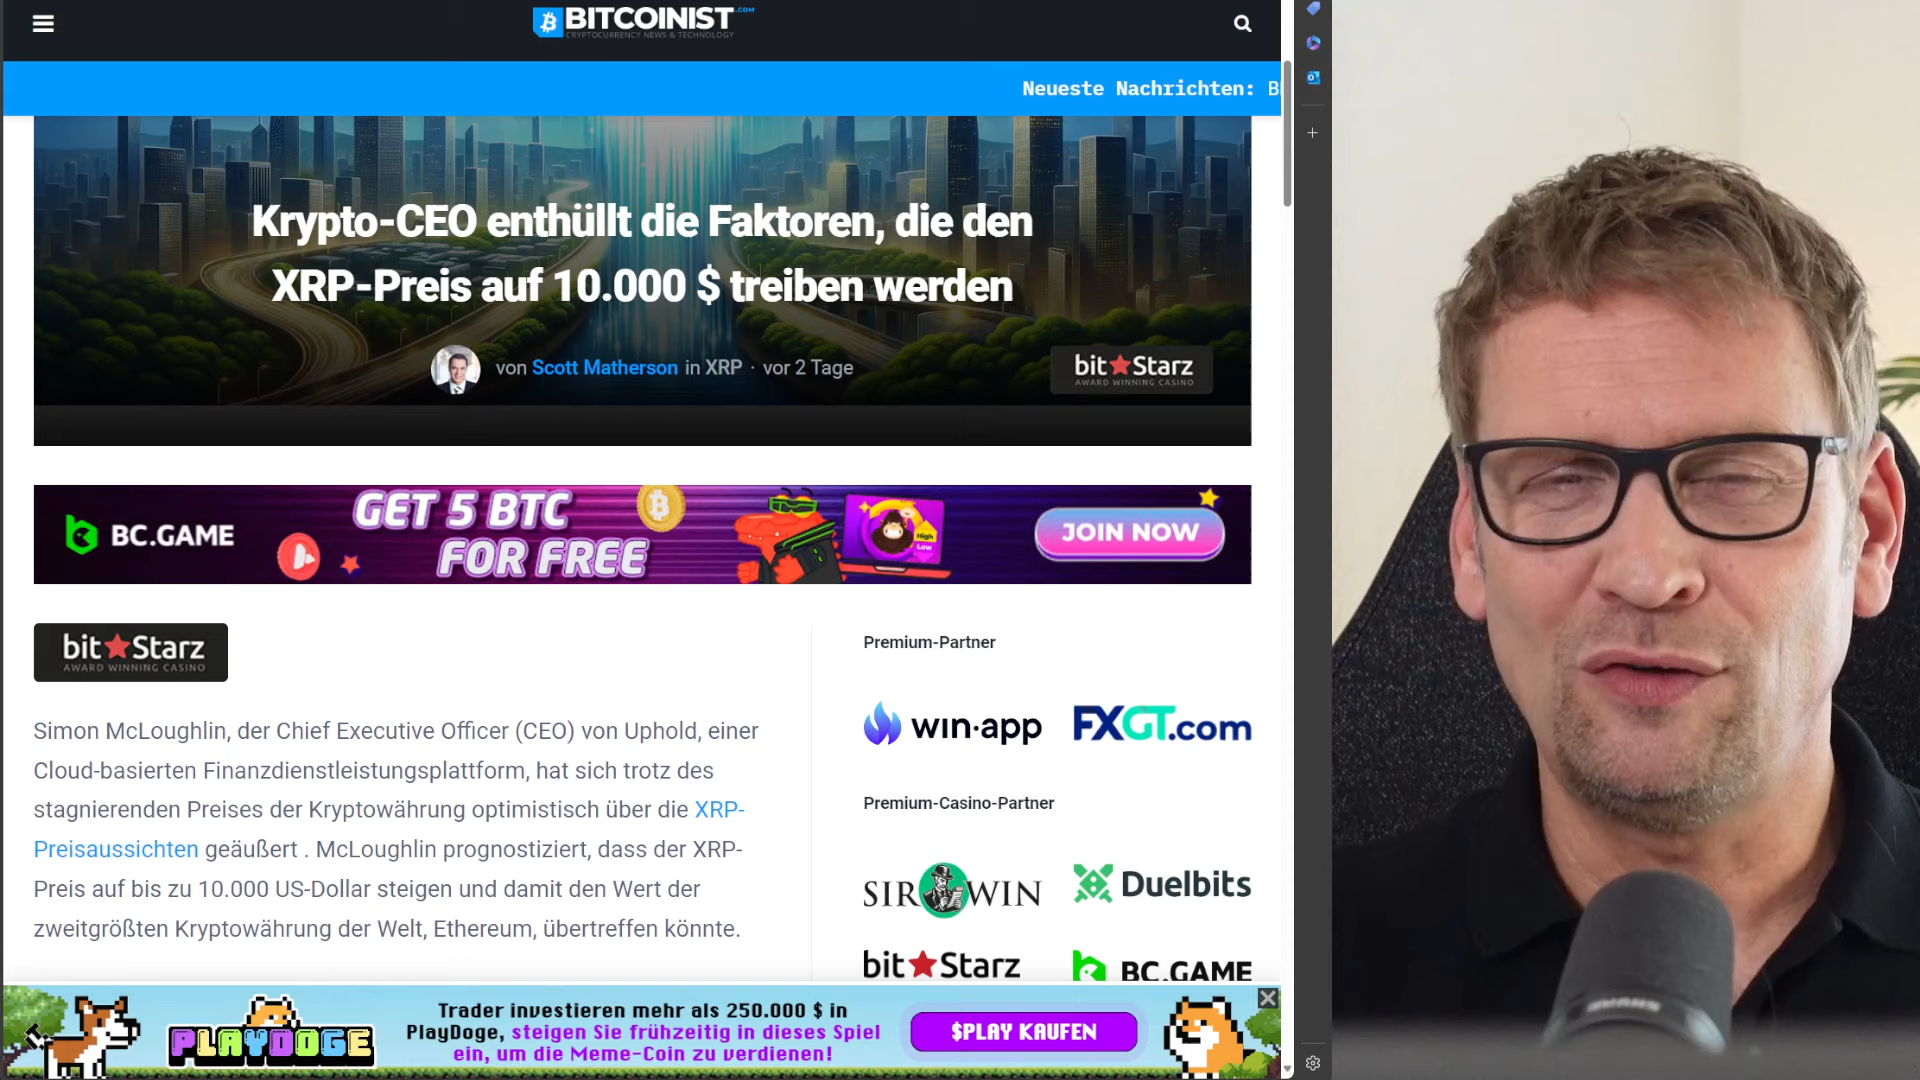 BITCOINIST.COM
CRYPTOCURRENCY NEWS & TECHNOLOGY
Neueste Nachrichten:
Krypto-CEO enthüllt die Faktoren, die den
XRP-Preis auf 10.000 $ treiben werden
von Scott Matherson in XRP · vor 2 Tage
bit Starz
AWARD WINNING CASINO
BC.GAME
GET 5 BTC
FOR FREE
High
Low
JOIN NOW
bit Starz
AWARD WINNING CASINO
Simon McLoughlin, der Chief Executive Officer (CEO) von Uphold, einer
Cloud-basierten Finanzdienstleistungsplattform, hat sich trotz des
stagnierenden Preises der Kryptowährung optimistisch über die XRP-
Preisaussichten geäußert . McLoughlin prognostiziert, dass der XRP-
Preis auf bis zu 10.000 US-Dollar steigen und damit den Wert der
zweitgrößten Kryptowährung der Welt, Ethereum, übertreffen könnte.
Premium-Partner
win·app
FXGT.com
Premium-Casino-Partner
SIR WIN
Duelbits
bit Starz
BC.GAME
PLAYDOGE
Trader investieren mehr als 250.000 $ in
PlayDoge, steigen Sie frühzeitig in dieses Spiel
ein, um die Meme-Coin zu verdienen!
$PLAY KAUFEN